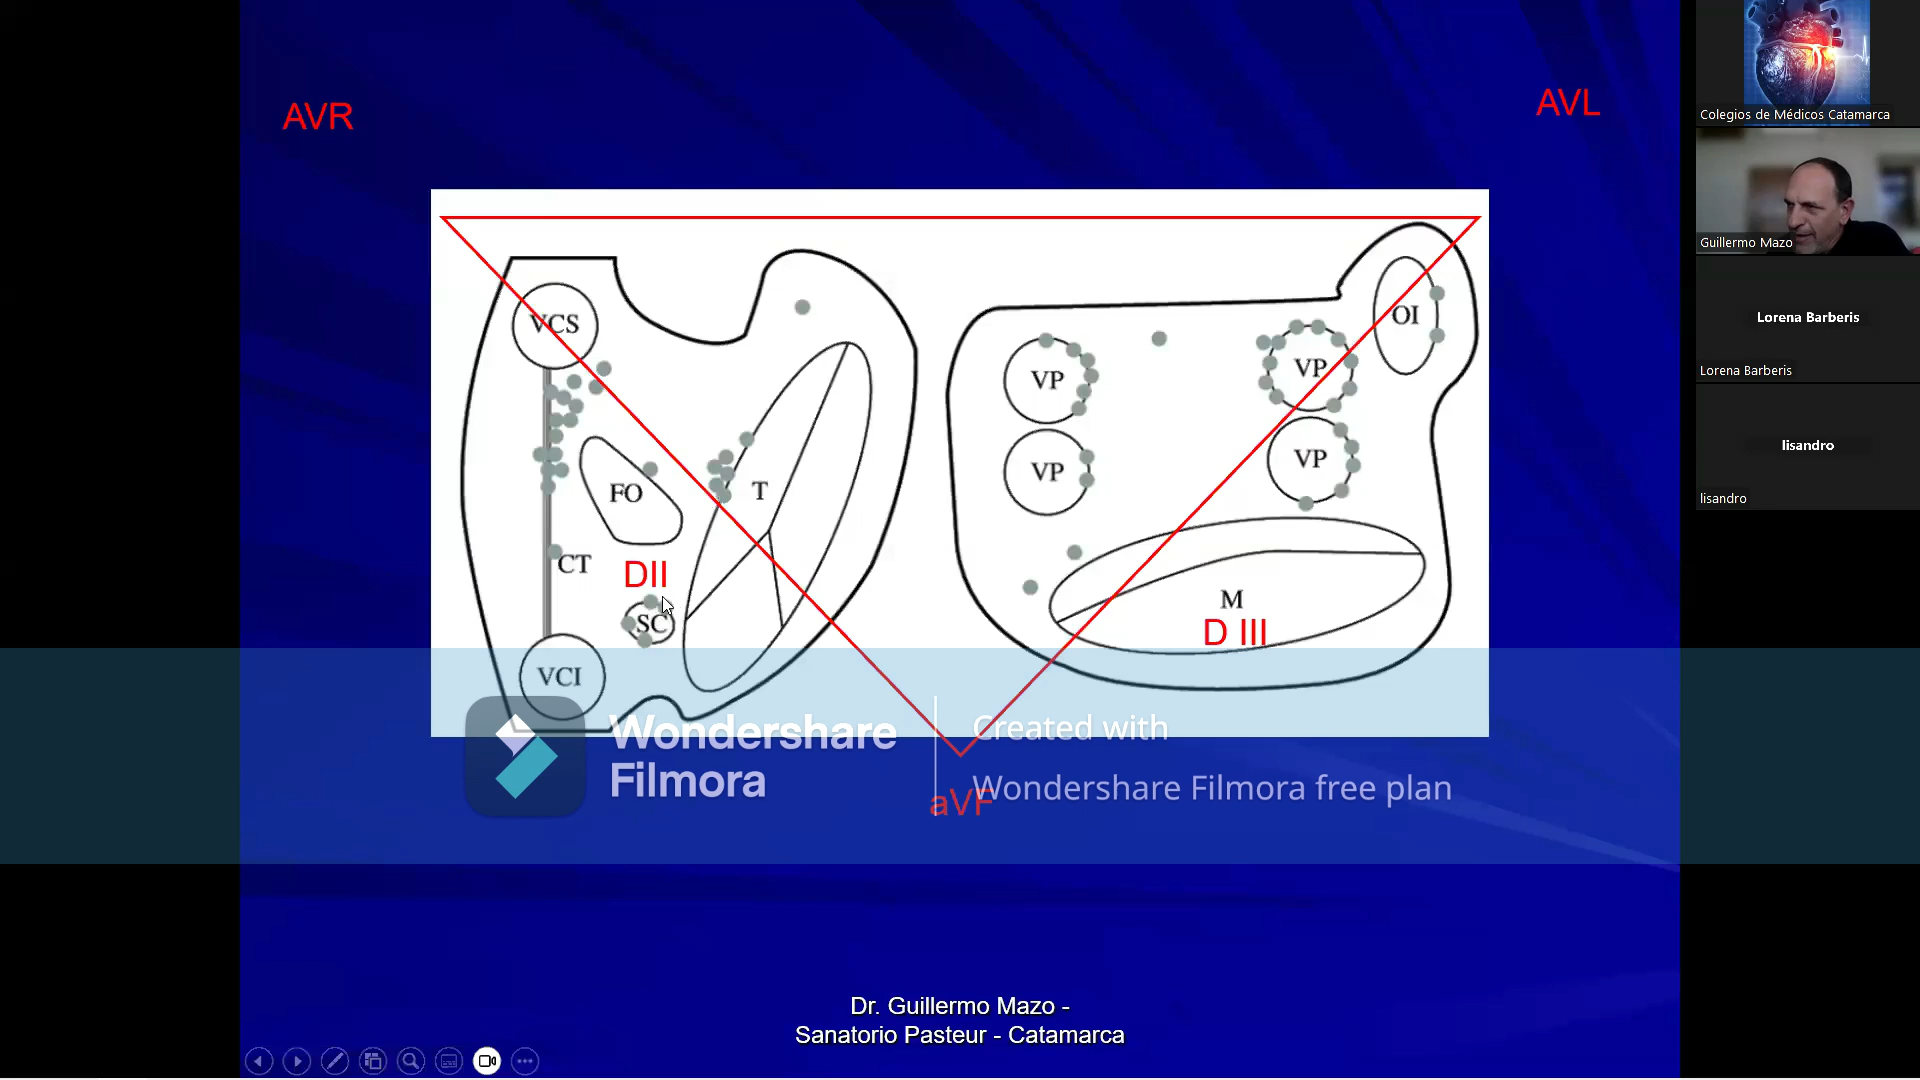 AVR
AVL
VCS
FO
CT
DII
SC
VCI
T
VP
VP
VP
VP
OI
M
D III
aVF
Wondershare
Filmora
Created with
Wondershare Filmora free plan
Dr. Guillermo Mazo -
Sanatorio Pasteur - Catamarca
Colegios de Médicos Catamarca
Guillermo Mazo
Lorena Barberis
Lorena Barberis
lisandro
lisandro